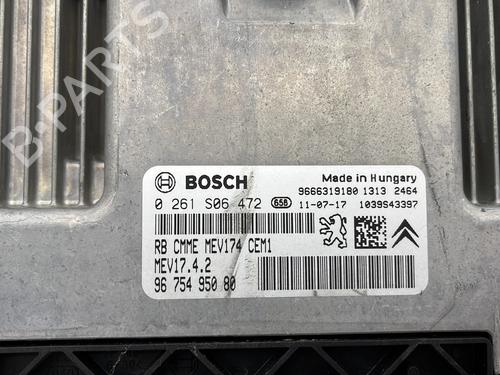 BOSCH
Made in Hungary
9666319180 1313 2464
0 261 S06 472 658 11-07-17 1039S43397
RB CMME MEV174 CEM1
MEV17.4.2
96 754 950 80
B-PARTS